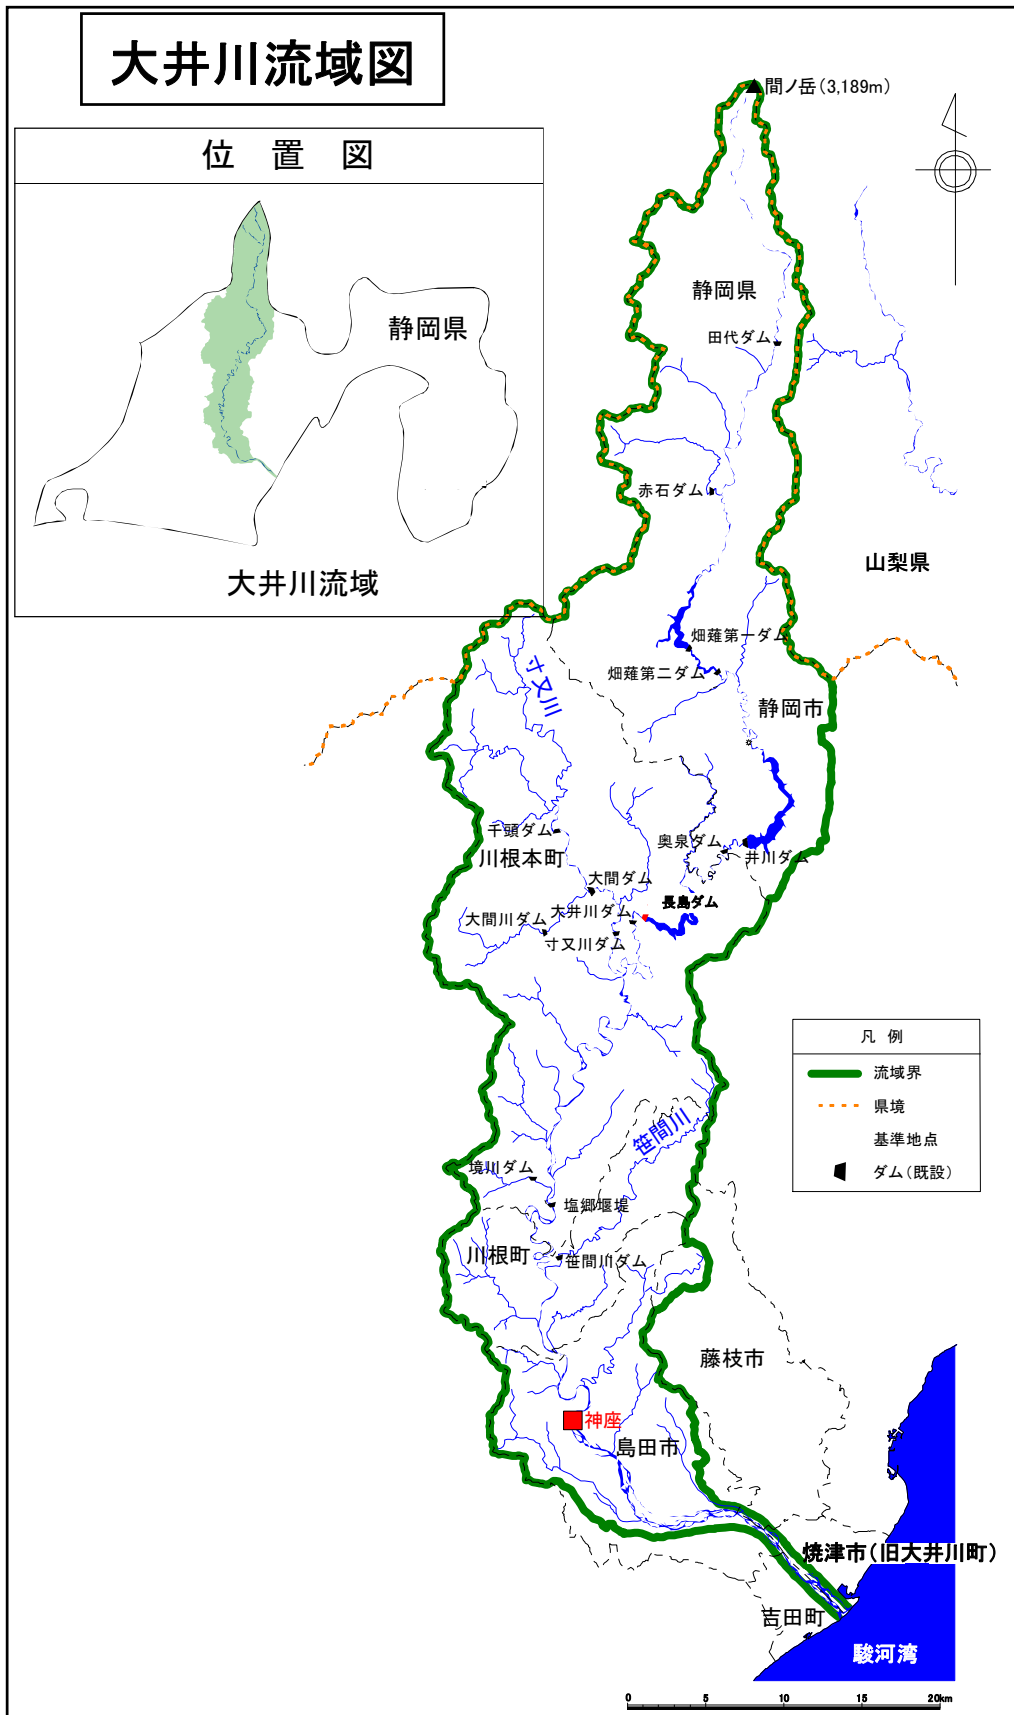 大井川流域図
位 置 図
静岡県
大井川流域
間ノ岳(3,189m)
静岡県
田代ダム
赤石ダム
山梨県
畑薙第一ダム
畑薙第二ダム
寸又川
静岡市
千頭ダム
川根本町
奥泉ダム
井川ダム
大間ダム
長島ダム
大間川ダム
大井川ダム
寸又川ダム
凡 例
流域界
県境
基準地点
ダム(既設)
笹間川
境川ダム
塩郷堰堤
川根町
笹間川ダム
藤枝市
神座
島田市
焼津市(旧大井川町)
吉田町
駿河湾
0 5 10 15 20km